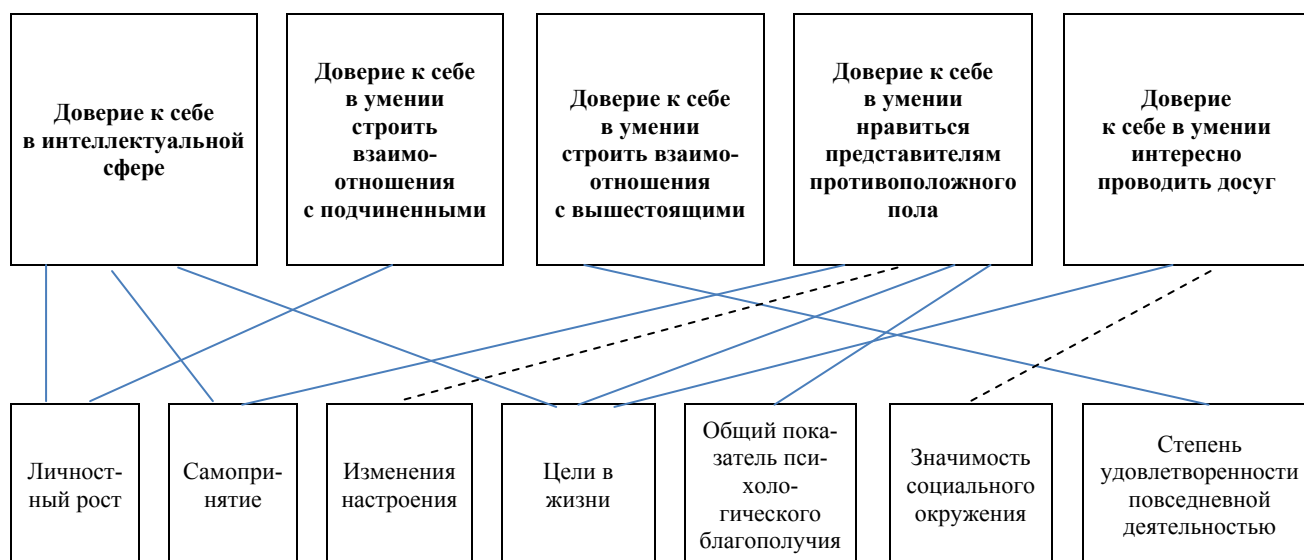 Доверие к себе
в интеллектуальной
сфере
Доверие к себе
в умении
строить
взаимо-
отношения
с подчиненными
Доверие к себе
в умении
строить взаимо-
отношения
с вышестоящими
Доверие к себе
в умении
нравиться
представителям
противоположного
пола
Доверие
к себе в умении
интересно
проводить досуг
Личност-
ный рост
Самопри-
нятие
Изменения
настроения
Цели в
жизни
Общий пока-
затель пси-
холо-
гического
благополучия
Значимость
социального
окружения
Степень
удовлетворенности
повседневной
деятельностью